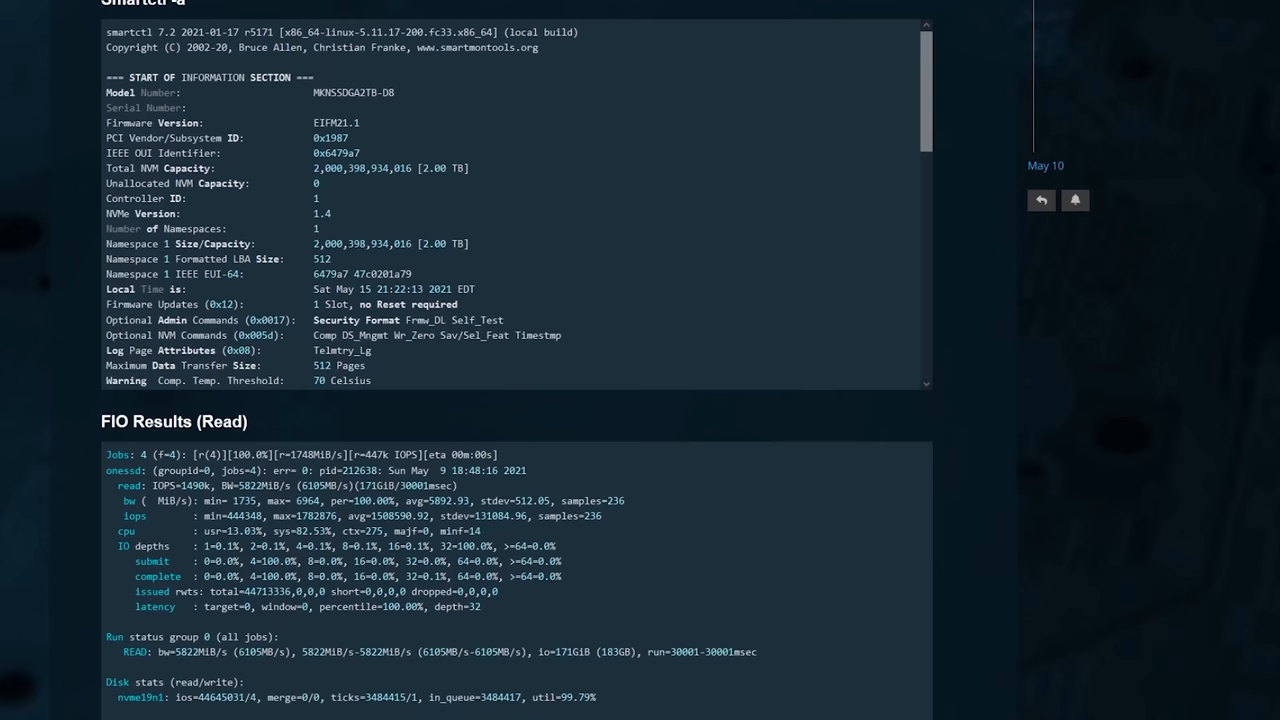 Smartctl -a
smartctl 7.2 2021-01-17 r5171 [x86_64-linux-5.11.17-200.fc33.x86_64] (local build)
Copyright (C) 2002-20, Bruce Allen, Christian Franke, www.smartmontools.org
=== START OF INFORMATION SECTION ===
Model Number: MKNSSDGA2TB-D8
Serial Number:
Firmware Version: EIFM21.1
PCI Vendor/Subsystem ID: 0x1987
IEEE OUI Identifier: 0x6479a7
Total NVM Capacity: 2,000,398,934,016 [2.00 TB]
Unallocated NVM Capacity: 0
Controller ID: 1
NVMe Version: 1.4
Number of Namespaces: 1
Namespace 1 Size/Capacity: 2,000,398,934,016 [2.00 TB]
Namespace 1 Formatted LBA Size: 512
Namespace 1 IEEE EUI-64: 6479a7 47c0201a79
Local Time is: Sat May 15 21:22:13 2021 EDT
Firmware Updates (0x12): 1 Slot, no Reset required
Optional Admin Commands (0x0017): Security Format Frmw_DL Self_Test
Optional NVM Commands (0x005d): Comp DS_Mngmt Wr_Zero Sav/Sel_Feat Timestmp
Log Page Attributes (0x08): Telmtry_Lg
Maximum Data Transfer Size: 512 Pages
Warning Comp. Temp. Threshold: 70 Celsius
May 10
FIO Results (Read)
Jobs: 4 (f=4): [r(4)][100.0%][r=1748MiB/s][r=447k IOPS][eta 00m:00s]
onessd: (groupid=0, jobs=4): err= 0: pid=212638: Sun May 9 18:48:16 2021
read: IOPS=1490k, BW=5822MiB/s (6105MB/s)(171GiB/30001msec)
bw ( MiB/s): min= 1735, max= 6964, per=100.00%, avg=5892.93, stdev=512.05, samples=236
iops : min=444348, max=1782876, avg=1508590.92, stdev=131084.96, samples=236
cpu : usr=13.03%, sys=82.53%, ctx=275, majf=0, minf=14
IO depths : 1=0.1%, 2=0.1%, 4=0.1%, 8=0.1%, 16=0.1%, 32=100.0%, >=64=0.0%
submit : 0=0.0%, 4=100.0%, 8=0.0%, 16=0.0%, 32=0.0%, 64=0.0%, >=64=0.0%
complete : 0=0.0%, 4=100.0%, 8=0.0%, 16=0.0%, 32=0.1%, 64=0.0%, >=64=0.0%
issued rwts: total=44713336,0,0,0 short=0,0,0,0 dropped=0,0,0,0
latency : target=0, window=0, percentile=100.00%, depth=32
Run status group 0 (all jobs):
READ: bw=5822MiB/s (6105MB/s), 5822MiB/s-5822MiB/s (6105MB/s-6105MB/s), io=171GiB (183GB), run=30001-30001msec
Disk stats (read/write):
nvme19n1: ios=44645031/4, merge=0/0, ticks=3484415/1, in_queue=3484417, util=99.79%